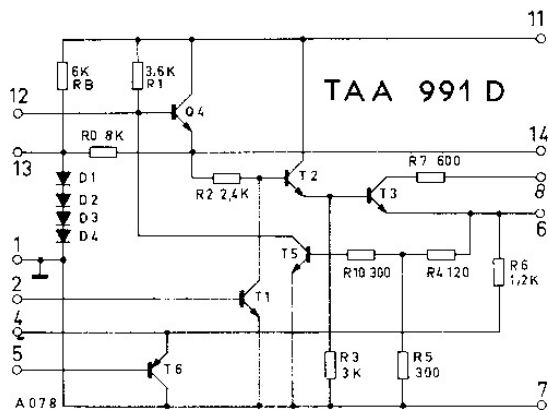 11
6K
RB
3,6K
R1
TAA 991 D
12
Q4
R0 8K
14
13
R7 600
D1
D2
D3
D4
R2 2,4K
T2
T3
8
6
1
T5
R10 300
R4 120
R6
1,2K
2
T1
4
5
T6
R3
3K
R5
300
A078
7